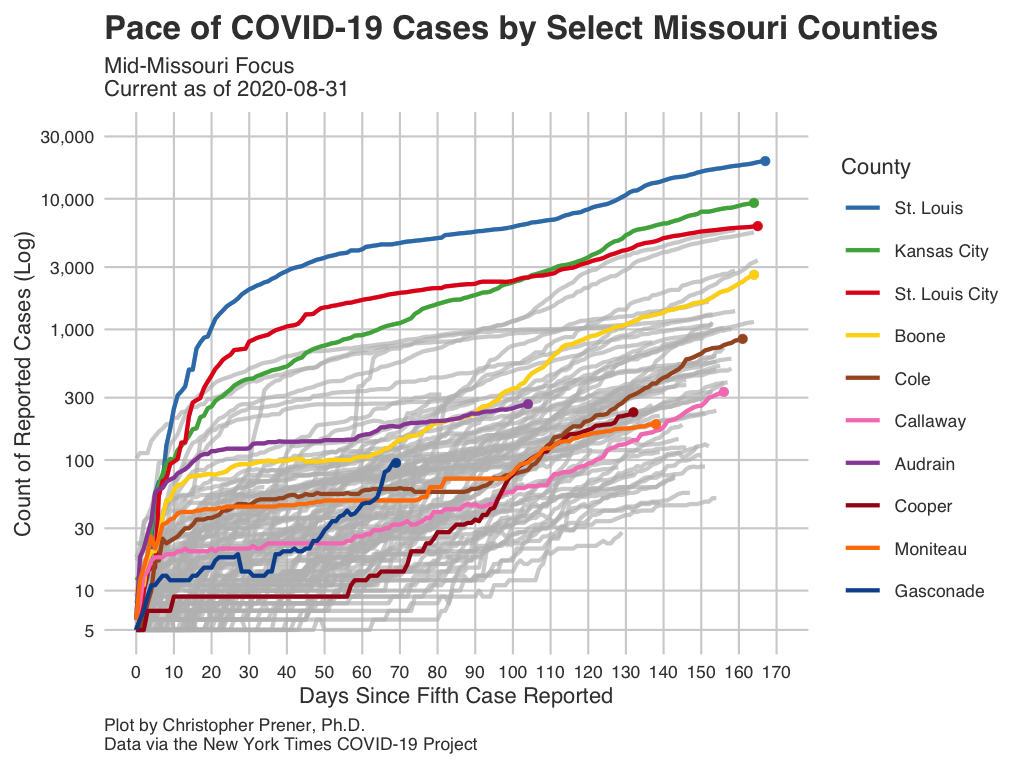 Pace of COVID-19 Cases by Select Missouri Counties
Mid-Missouri Focus
Current as of 2020-08-31
Count of Reported Cases (Log)
30,000
10,000
3,000
1,000
300
100
30
10
5
0 10 20 30 40 50 60 70 80 90 100 110 120 130 140 150 160 170
Days Since Fifth Case Reported
County
St. Louis
Kansas City
St. Louis City
Boone
Cole
Callaway
Audrain
Cooper
Moniteau
Gasconade
Plot by Christopher Prener, Ph.D.
Data via the New York Times COVID-19 Project